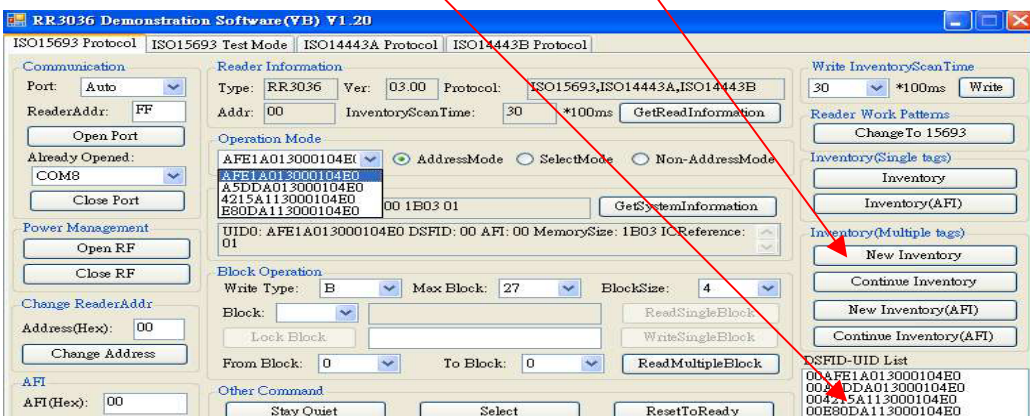 RR3036 Demonstration Software(VB) V1.20
ISO15693 Protocol ISO15693 Test Mode ISO14443A Protocol ISO14443B Protocol
Communication
Port: Auto
ReaderAddr: FF
Open Port
Already Opened:
COM8
Close Port
Power Management
Open RF
Close RF
Change ReaderAddr
Address(Hex): 00
Change Address
AFI
AFI(Hex): 00
Reader Information
Type: RR3036 Ver: 03.00 Protocol: ISO15693,ISO14443A,ISO14443B
Addr: 00 InventoryScanTime: 30 *100ms GetReadInformation
Operation Mode
AFE1A013000104E( AddressMode SelectMode Non-AddressMode
AFE1A013000104E0
A5DDA013000104E0
4215A113000104E0
E80DA113000104E0
00 1B03 01 GetSystemInformation
UID0: AFE1A013000104E0 DSFID: 00 AFI: 00 MemorySize: 1B03 ICReference:
01
Block Operation
Write Type: B Max Block: 27 BlockSize: 4
Block: ReadSingleBlock
Lock Block WriteSingleBlock
From Block: 0 To Block: 0 ReadMultipleBlock
Other Command
Stay Quiet Select ResetToReady
Write InventoryScanTime
30 *100ms Write
Reader Work Patterns
ChangeTo 15693
Inventory(Single tags)
Inventory
Inventory(AFI)
Inventory(Multiple tags)
New Inventory
Continue Inventory
New Inventory(AFI)
Continue Inventory(AFI)
DSFID-UID List
00AFE1A013000104E0
00A5DDA013000104E0
004215A113000104E0
00E80DA113000104E0